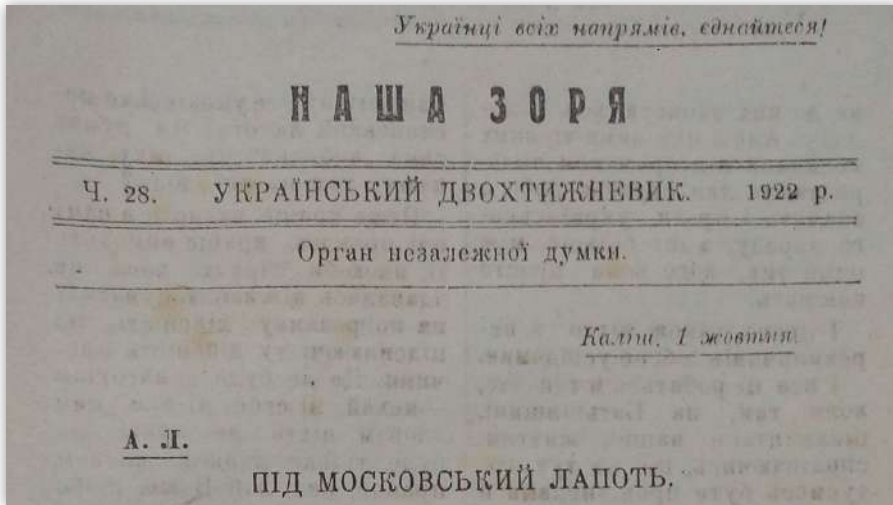 Українці всіх напрямів, єднайтеся!
НАША ЗОРЯ
Ч. 28. УКРАЇНСЬКИЙ ДВОХТИЖНЕВИК. 1922 р.
Орган незалежної думки.
Каліш, 1 жовтня.
А. Л.
ПІД МОСКОВСЬКИЙ ЛАПОТЬ.